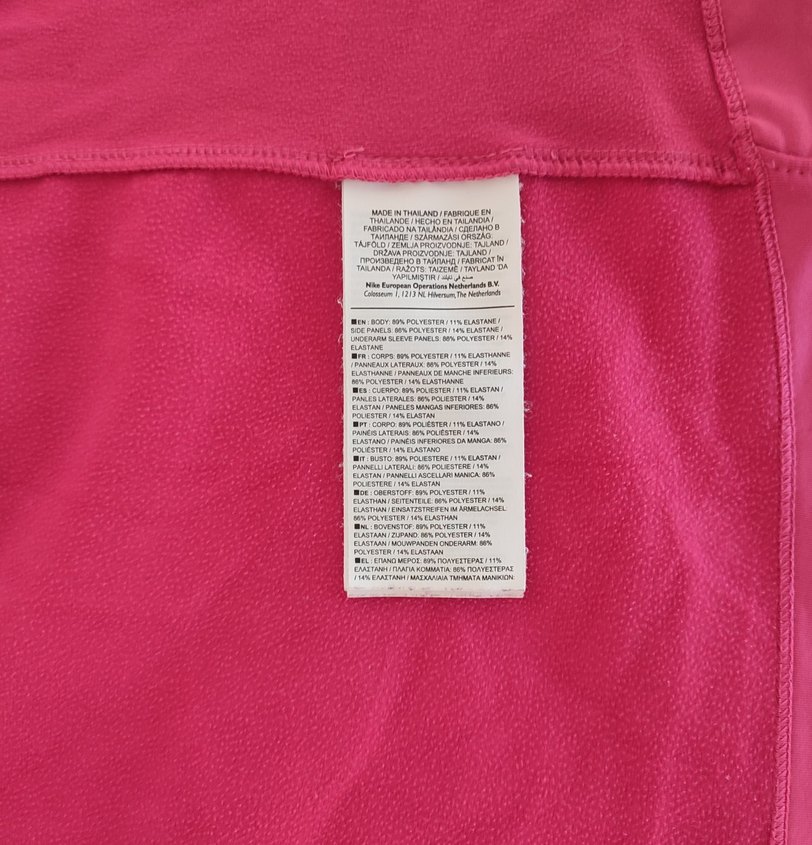 MADE IN THAILAND / FABRIQUE EN
THAILANDE / HECHO EN TAILANDIA /
FABRICADO NA TAILÂNDIA / СДЕЛАНО В
ТАИЛАНДЕ / SZÁRMAZÁSI ORSZÁG:
TÁJFÖLD / ZEMLJA PROIZVODNJE: TAJLAND /
DRŽAVA PROIZVODNJE: TAJLAND /
ПРОИЗВЕДЕНО В ТАЙЛАНД / FABRICAT ÎN
TAILANDA / RAŽOTS: TAIZEMĒ / TAYLAND 'DA
YAPILMIŞTIR / صنع في تايلند
Nike European Operations Netherlands B.V.
Colosseum 1, 1213 NL Hilversum, The Netherlands
EN : BODY: 89% POLYESTER / 11% ELASTANE /
SIDE PANELS: 86% POLYESTER / 14% ELASTANE /
UNDERARM SLEEVE PANELS: 86% POLYESTER / 14%
ELASTANE
FR : CORPS: 89% POLYESTER / 11% ELASTHANNE
/ PANNEAUX LATERAUX: 86% POLYESTER / 14%
ELASTHANNE / PANNEAUX DE MANCHE INFERIEURS:
86% POLYESTER / 14% ELASTHANNE
ES : CUERPO: 89% POLIESTER / 11% ELASTAN /
PANLES LATERALES: 86% POLIESTER / 14%
ELASTAN / PANELES MANGAS INFERIORES: 86%
POLIESTER / 14% ELASTAN
PT : CORPO: 89% POLIÉSTER / 11% ELASTANO /
PAINÉIS LATERAIS: 86% POLIÉSTER / 14%
ELASTANO / PAINÉIS INFERIORES DA MANGA: 86%
POLIÉSTER / 14% ELASTANO
IT : BUSTO: 89% POLIESTERE / 11% ELASTAN /
PANNELLI LATERALI: 86% POLIESTERE / 14%
ELASTAN / PANNELLI ASCELLARI MANICA: 86%
POLIESTERE / 14% ELASTAN
DE : OBERSTOFF: 89% POLYESTER / 11%
ELASTHAN / SEITENTEILE: 86% POLYESTER / 14%
ELASTHAN / EINSATZSTREIFEN IM ÄRMELACHSEL:
86% POLYESTER / 14% ELASTHAN
NL : BOVENSTOF: 89% POLYESTER / 11%
ELASTAAN / ZIJPAND: 86% POLYESTER / 14%
ELASTAAN / MOUWPANDEN ONDERARM: 86%
POLYESTER / 14% ELASTAAN
EL : ΕΠΑΝΩ ΜΕΡΟΣ: 89% ΠΟΛΥΕΣΤΕΡΑΣ / 11%
ΕΛΑΣΤΑΝΗ / ΠΛΑΓΙΑ ΚΟΜΜΑΤΙΑ: 86% ΠΟΛΥΕΣΤΕΡΑΣ
/ 14% ΕΛΑΣΤΑΝΗ / ΜΑΣΧΑΛΙΑΙΑ ΤΜΗΜΑΤΑ ΜΑΝΙΚΙΩΝ: